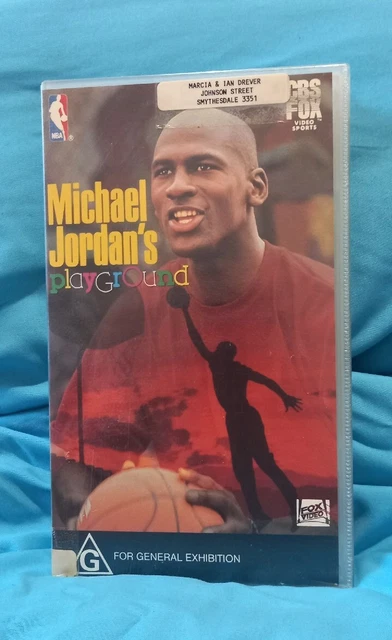 MARCIA & IAN DREVER
JOHNSON STREET
SMYTHESDALE 3351
NBA
CBS
FOX
VIDEO
SPORTS
Michael
Jordan's
playGrOund
FOX
VIDEO
G
FOR GENERAL EXHIBITION